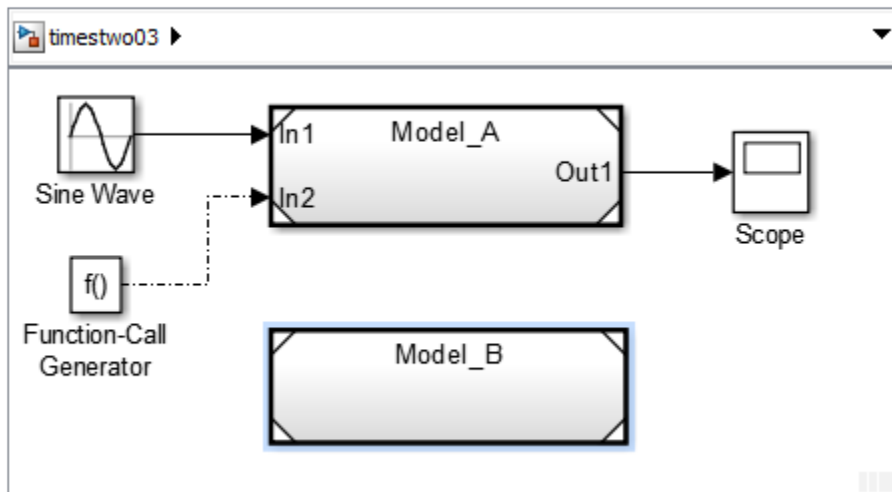 timestwo03
In1
Model_A
Out1
In2
Sine Wave
Scope
f()
Function-Call
Generator
Model_B